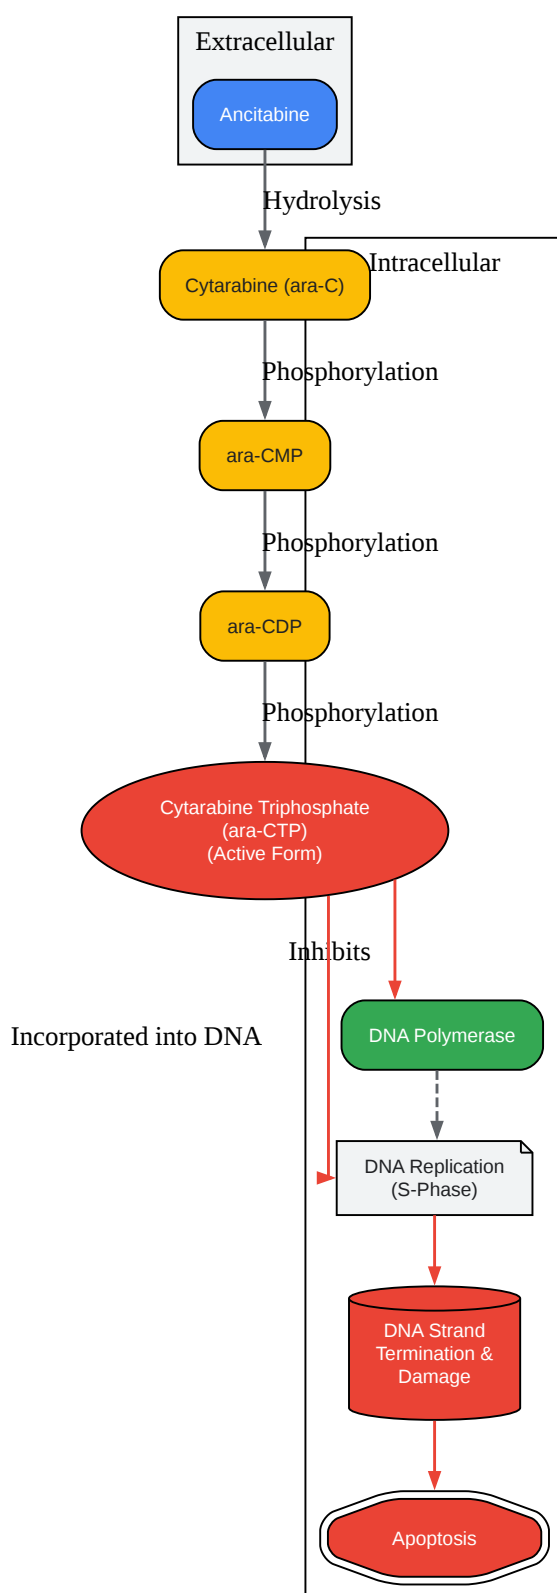 Extracellular
Ancitabine
Hydrolysis
Intracellular
Cytarabine (ara-C)
Phosphorylation
ara-CMP
Phosphorylation
ara-CDP
Phosphorylation
Cytarabine Triphosphate
(ara-CTP)
(Active Form)
Inhibits
Incorporated into DNA
DNA Polymerase
DNA Replication
(S-Phase)
DNA Strand
Termination &
Damage
Apoptosis